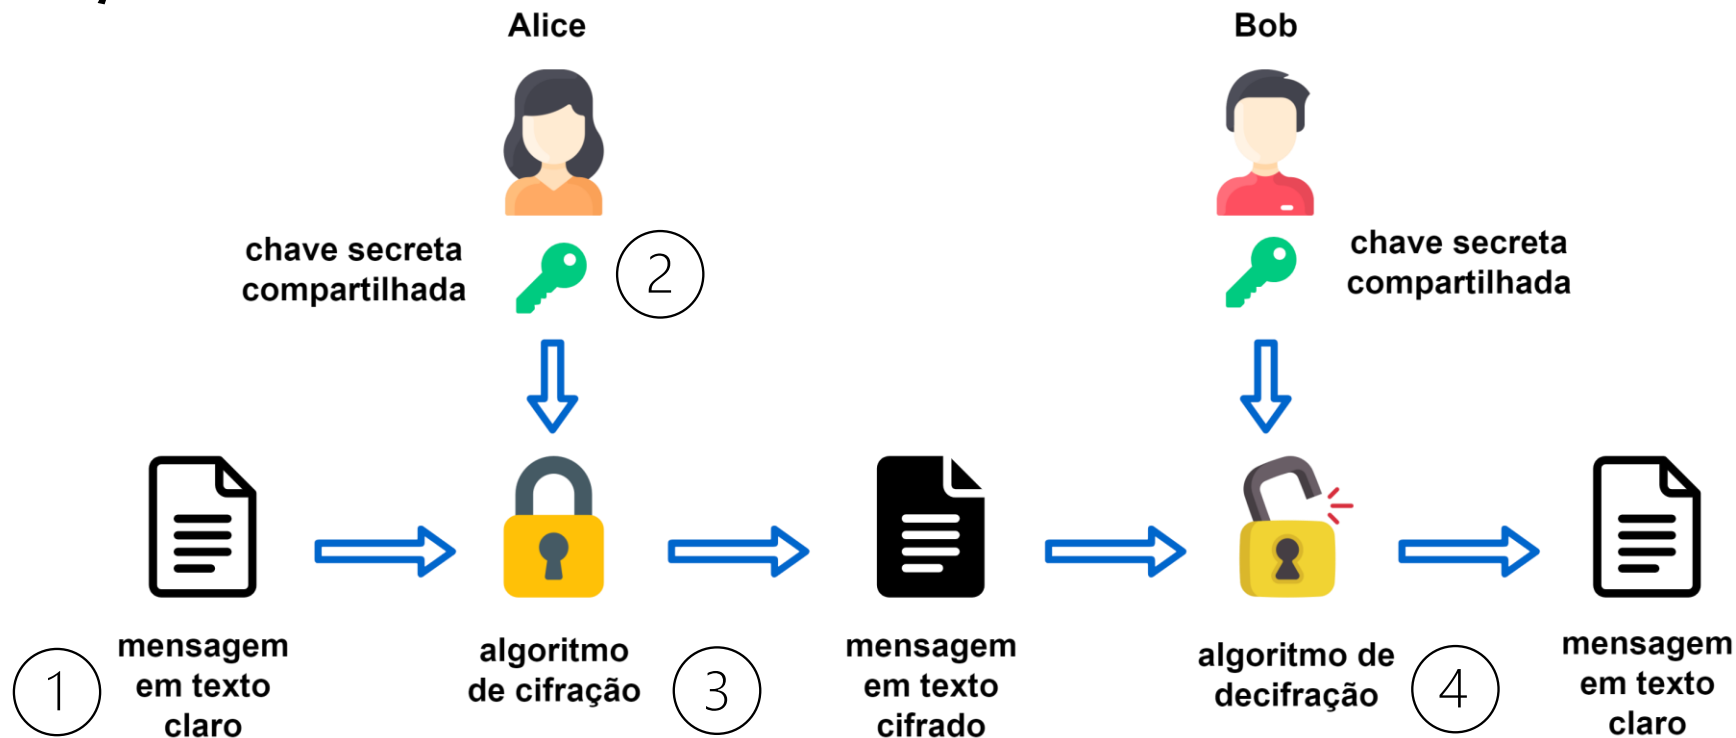 Alice
Bob
chave secreta
compartilhada
2
chave secreta
compartilhada
1
mensagem
em texto
claro
algoritmo
de cifração
3
mensagem
em texto
cifrado
algoritmo de
decifração
4
mensagem
em texto
claro